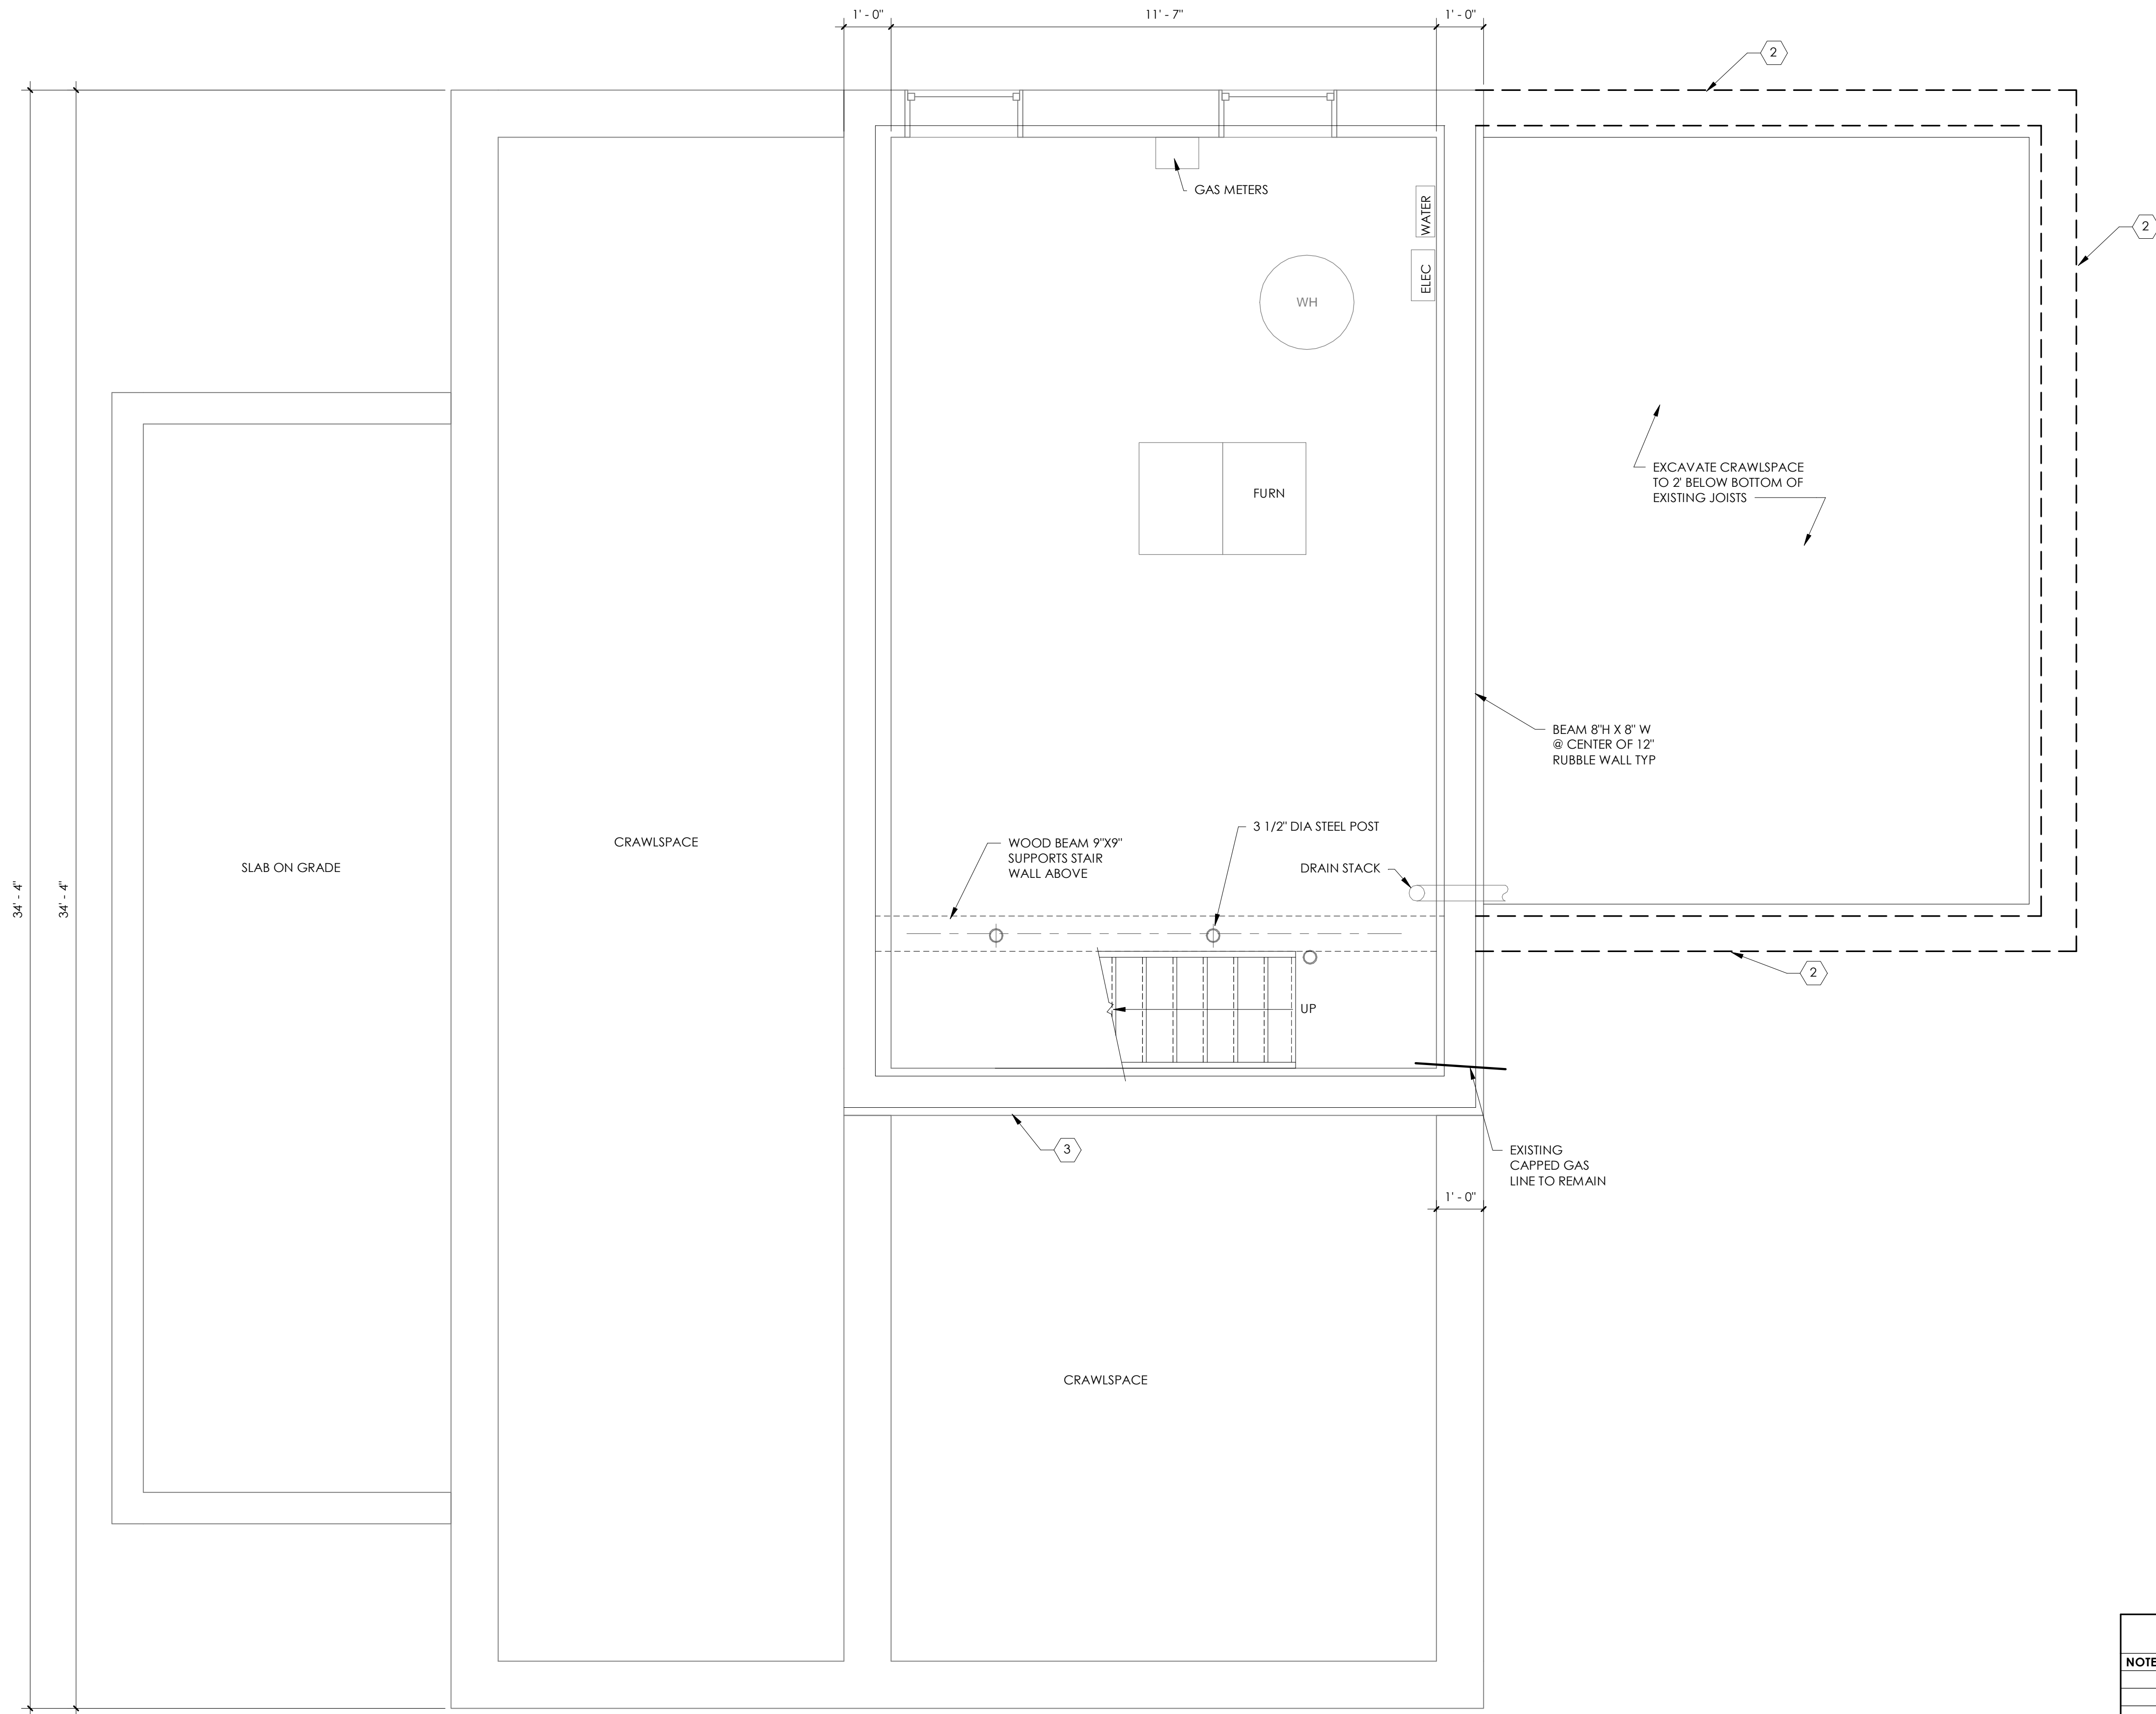 1' - 0"
11' - 7"
1' - 0"
2
GAS METERS
WATER
2
ELEC
WH
EXCAVATE CRAWLSPACE
TO 2' BELOW BOTTOM OF
EXISTING JOISTS
FURN
BEAM 8"H X 8" W
@ CENTER OF 12"
RUBBLE WALL TYP
3 1/2" DIA STEEL POST
WOOD BEAM 9"X9"
SUPPORTS STAIR
WALL ABOVE
CRAWLSPACE
DRAIN STACK
SLAB ON GRADE
34' - 4"
34' - 4"
2
UP
3
EXISTING
CAPPED GAS
LINE TO REMAIN
1' - 0"
CRAWLSPACE
NOTE